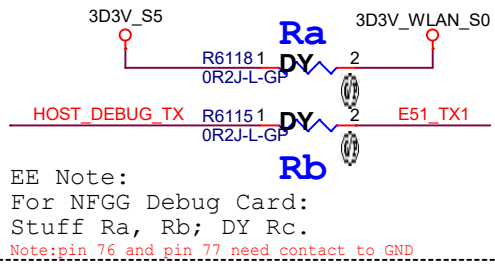 3D3V_S5
Ra
3D3V_WLAN_S0
R6118 1 DY 2
0R2J-L-GP
HOST_DEBUG_TX R6115 1 DY 2 E51_TX1
0R2J-L-GP
Rb
EE Note:
For NFGG Debug Card:
Stuff Ra, Rb; DY Rc.
Note:pin 76 and pin 77 need contact to GND